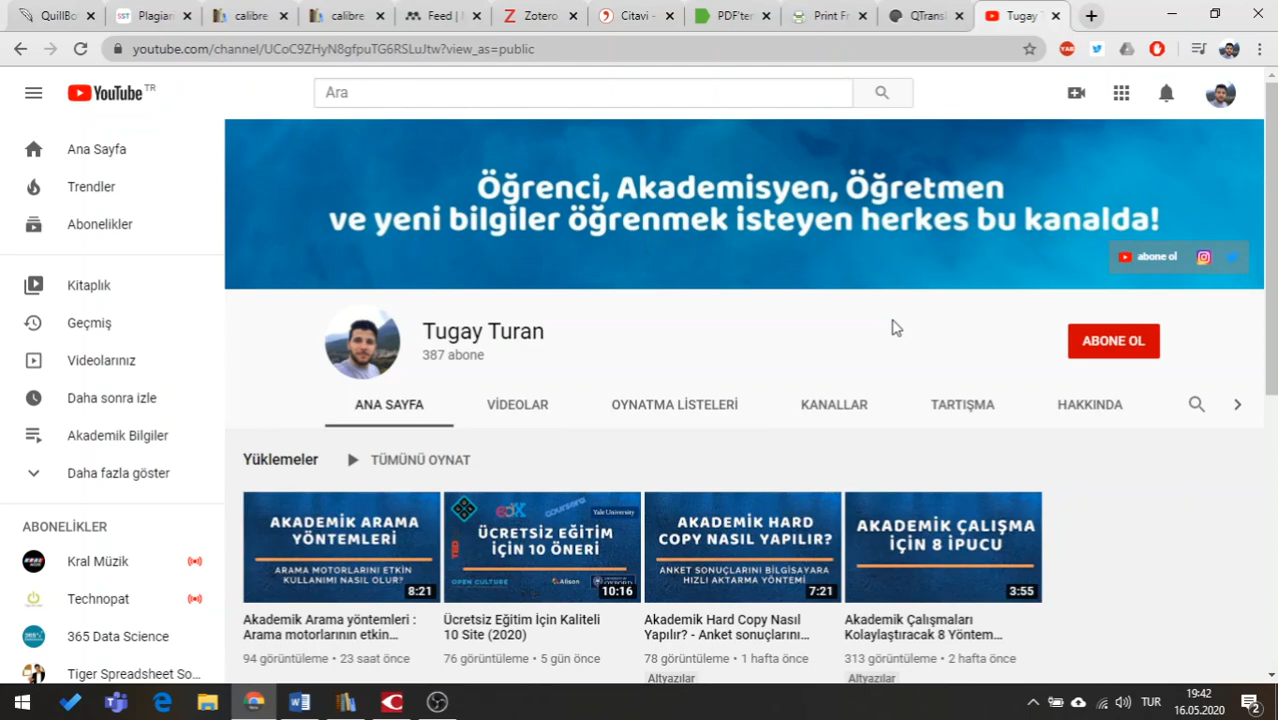 QuillBo
Plagiari
calibre
calibre
Feed |
Zotero
Citavi -
PDF'ter
Print Fr
QTransl
Tugay T
youtube.com/channel/UCoC9ZHyN8gfpuTG6RSLuJtw?view_as=public
YouTube TR
Ara
Ana Sayfa
Trendler
Abonelikler
Kitaplık
Geçmiş
Videolarınız
Daha sonra izle
Akademik Bilgiler
Daha fazla göster
ABONELİKLER
Kral Müzik
Technopat
365 Data Science
Tiger Spreadsheet So...
Öğrenci, Akademisyen, Öğretmen
ve yeni bilgiler öğrenmek isteyen herkes bu kanalda!
abone ol
Tugay Turan
387 abone
ABONE OL
ANA SAYFA
VİDEOLAR
OYNATMA LİSTELERİ
KANALLAR
TARTIŞMA
HAKKINDA
Yüklemeler
TÜMÜNÜ OYNAT
AKADEMİK ARAMA
YÖNTEMLERİ
ARAMA MOTORLARINI ETKİN
KULLANIMI NASIL OLUR?
8:21
Akademik Arama yöntemleri :
Arama motorlarının etkin...
94 görüntüleme • 23 saat önce
edX
coursera
Yale University
TED
ÜCRETSİZ EĞİTİM
İÇİN 10 ÖNERİ
OPEN CULTURE
Alison
10:16
Ücretsiz Eğitim İçin Kaliteli
10 Site (2020)
76 görüntüleme • 5 gün önce
AKADEMİK HARD
COPY NASIL YAPILIR?
ANKET SONUÇLARINI BİLGİSAYARA
HIZLI AKTARMA YÖNTEMİ
7:21
Akademik Hard Copy Nasıl
Yapılır? - Anket sonuçlarını...
78 görüntüleme • 1 hafta önce
Altyazılar
AKADEMİK ÇALIŞMA
İÇİN 8 İPUCU
3:55
Akademik Çalışmaları
Kolaylaştıracak 8 Yöntem...
313 görüntüleme • 2 hafta önce
Altyazılar
TUR
19:42
16.05.2020
2